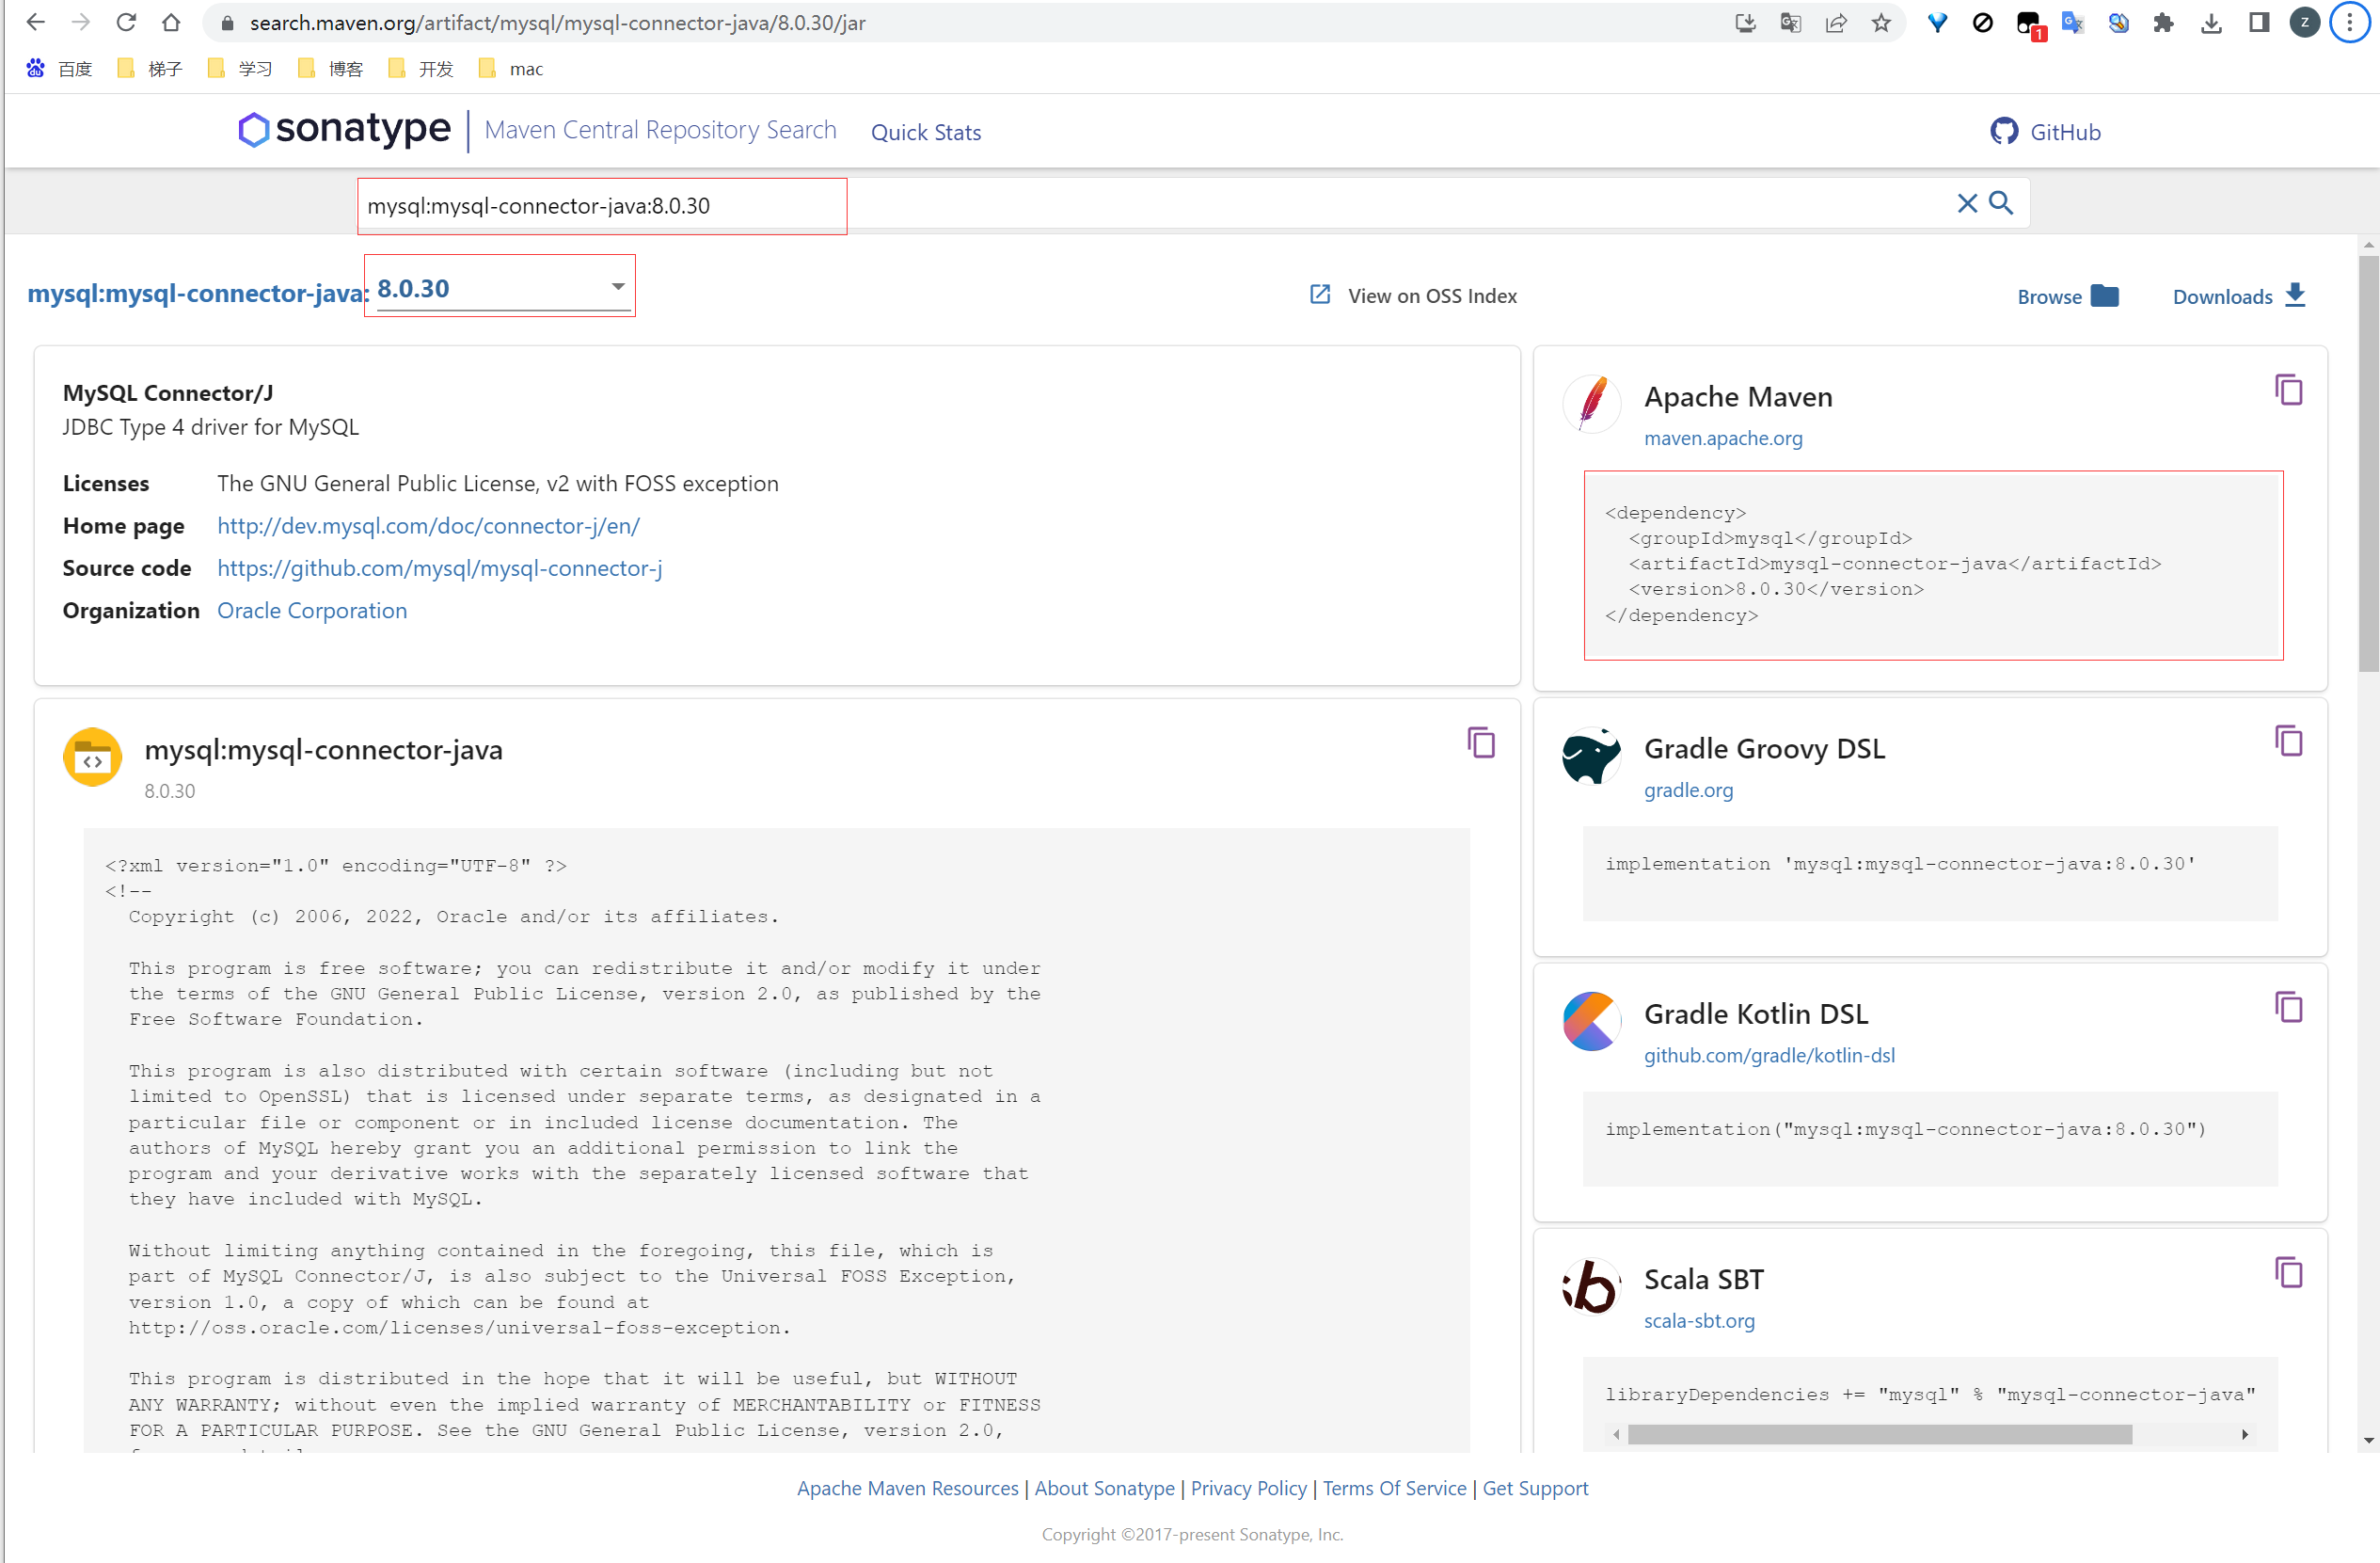 search.maven.org/artifact/mysql/mysql-connector-java/8.0.30/jar
1
z
百度
梯子
学习
博客
开发
mac
sonatype
Maven Central Repository Search
Quick Stats
GitHub
mysql:mysql-connector-java:8.0.30
mysql:mysql-connector-java: 8.0.30
View on OSS Index
Browse
Downloads
MySQL Connector/J
JDBC Type 4 driver for MySQL
Licenses The GNU General Public License, v2 with FOSS exception
Home page http://dev.mysql.com/doc/connector-j/en/
Source code https://github.com/mysql/mysql-connector-j
Organization Oracle Corporation
Apache Maven
maven.apache.org
<dependency>
  <groupId>mysql</groupId>
  <artifactId>mysql-connector-java</artifactId>
  <version>8.0.30</version>
</dependency>
mysql:mysql-connector-java
8.0.30
<?xml version="1.0" encoding="UTF-8" ?>
<!--
  Copyright (c) 2006, 2022, Oracle and/or its affiliates.
  This program is free software; you can redistribute it and/or modify it under
  the terms of the GNU General Public License, version 2.0, as published by the
  Free Software Foundation.
  This program is also distributed with certain software (including but not
  limited to OpenSSL) that is licensed under separate terms, as designated in a
  particular file or component or in included license documentation. The
  authors of MySQL hereby grant you an additional permission to link the
  program and your derivative works with the separately licensed software that
  they have included with MySQL.
  Without limiting anything contained in the foregoing, this file, which is
  part of MySQL Connector/J, is also subject to the Universal FOSS Exception,
  version 1.0, a copy of which can be found at
  http://oss.oracle.com/licenses/universal-foss-exception.
  This program is distributed in the hope that it will be useful, but WITHOUT
  ANY WARRANTY; without even the implied warranty of MERCHANTABILITY or FITNESS
  FOR A PARTICULAR PURPOSE. See the GNU General Public License, version 2.0,
Gradle Groovy DSL
gradle.org
implementation 'mysql:mysql-connector-java:8.0.30'
Gradle Kotlin DSL
github.com/gradle/kotlin-dsl
implementation("mysql:mysql-connector-java:8.0.30")
Scala SBT
scala-sbt.org
libraryDependencies += "mysql" % "mysql-connector-java"
Apache Maven Resources | About Sonatype | Privacy Policy | Terms Of Service | Get Support
Copyright ©2017-present Sonatype, Inc.